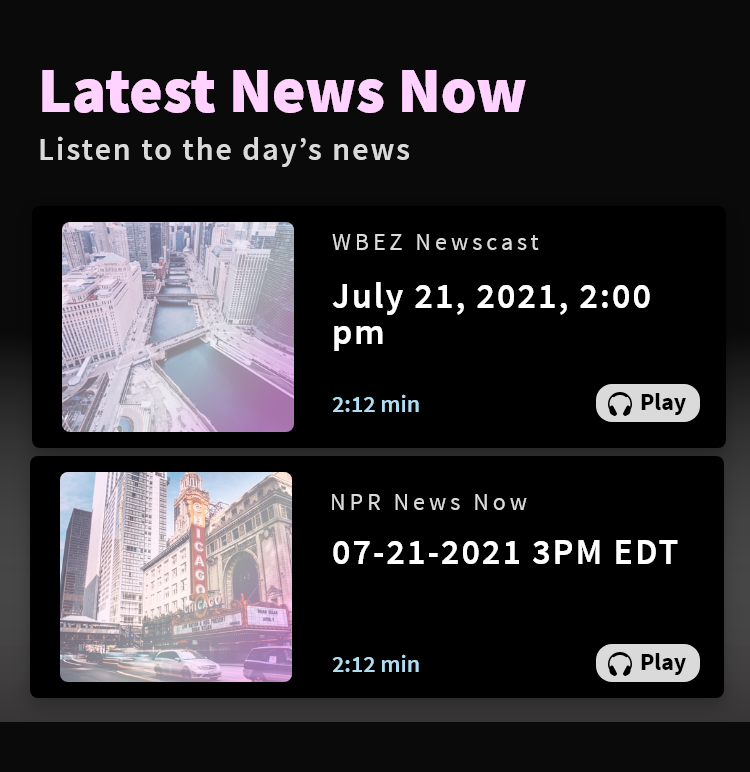 Latest News Now
Listen to the day’s news
WBEZ Newscast
July 21, 2021, 2:00
pm
2:12 min
Play
NPR News Now
07-21-2021 3PM EDT
CHICAGO
CHICAGO
2:12 min
Play